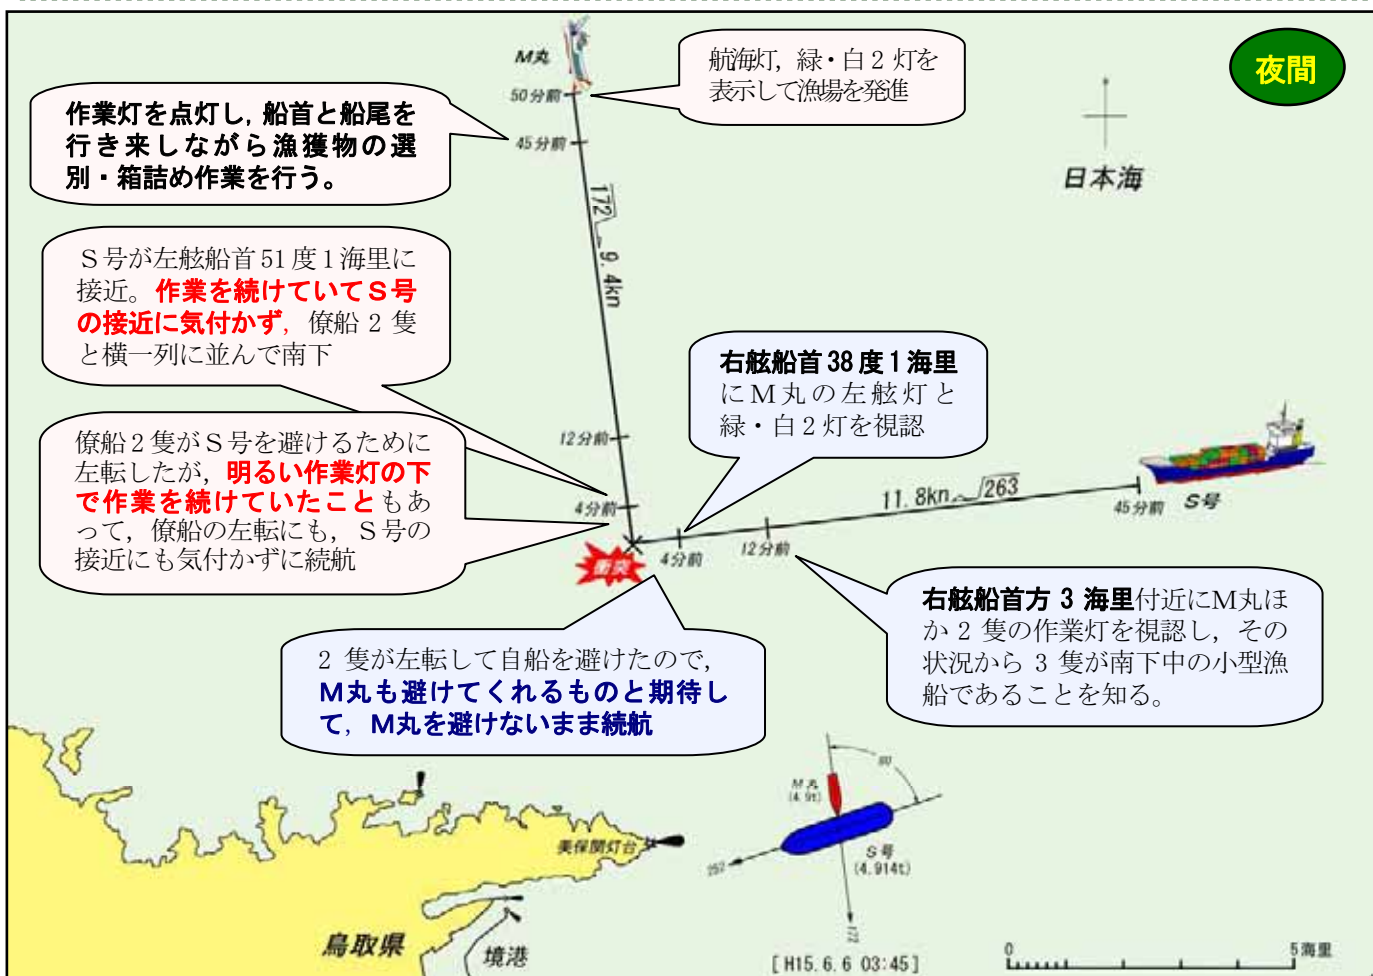 夜間
M丸
航海灯，緑・白２灯を
表示して漁場を発進
50分前
45分前
作業灯を点灯し，船首と船尾を
行き来しながら漁獲物の選
別・箱詰め作業を行う。
日本海
172
9.4kn
Ｓ号が左舷船首51度1海里に
接近。作業を続けていてＳ号
の接近に気付かず，僚船２隻
と横一列に並んで南下
右舷船首38度1海里
にＭ丸の左舷灯と
緑・白２灯を視認
僚船２隻がＳ号を避けるために
左転したが，明るい作業灯の下
で作業を続けていたこともあ
って，僚船の左転にも，Ｓ号の
接近にも気付かずに続航
12分前
4分前
衝突
4分前
12分前
11.8kn
263
45分前
S号
右舷船首方３海里付近にＭ丸ほ
か２隻の作業灯を視認し，その
状況から３隻が南下中の小型漁
船であることを知る。
２隻が左転して自船を避けたので，
Ｍ丸も避けてくれるものと期待し
て，Ｍ丸を避けないまま続航
M丸
(4.9t)
S号
(4.914t)
172
美保関灯台
鳥取県
境港
[H15.6.6 03:45]
0
5海里